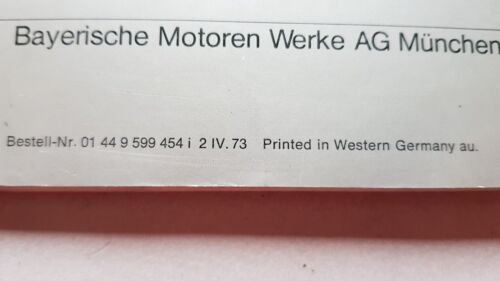 Bayerische Motoren Werke AG München
Bestell-Nr. 01 44 9 599 454 i 2 IV. 73 Printed in Western Germany au.